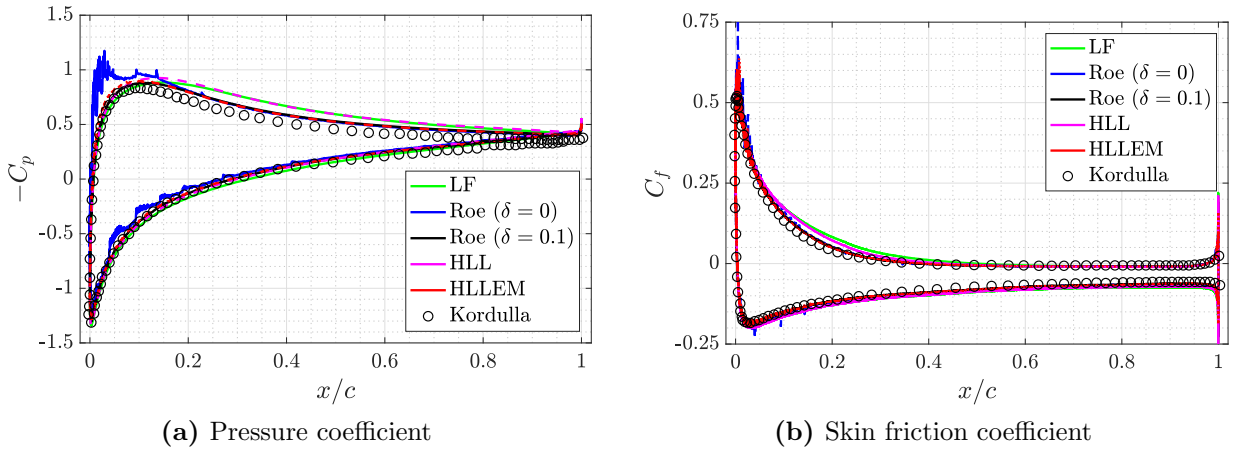 1.5
1
0.5
0
-0.5
-1
-1.5
−C_p
0
0.2
0.4
0.6
0.8
1
x/c
LF
Roe (δ = 0)
Roe (δ = 0.1)
HLL
HLLEM
Kordulla
(a) Pressure coefficient
0.75
0.5
0.25
0
-0.25
C_f
0
0.2
0.4
0.6
0.8
1
x/c
LF
Roe (δ = 0)
Roe (δ = 0.1)
HLL
HLLEM
Kordulla
(b) Skin friction coefficient